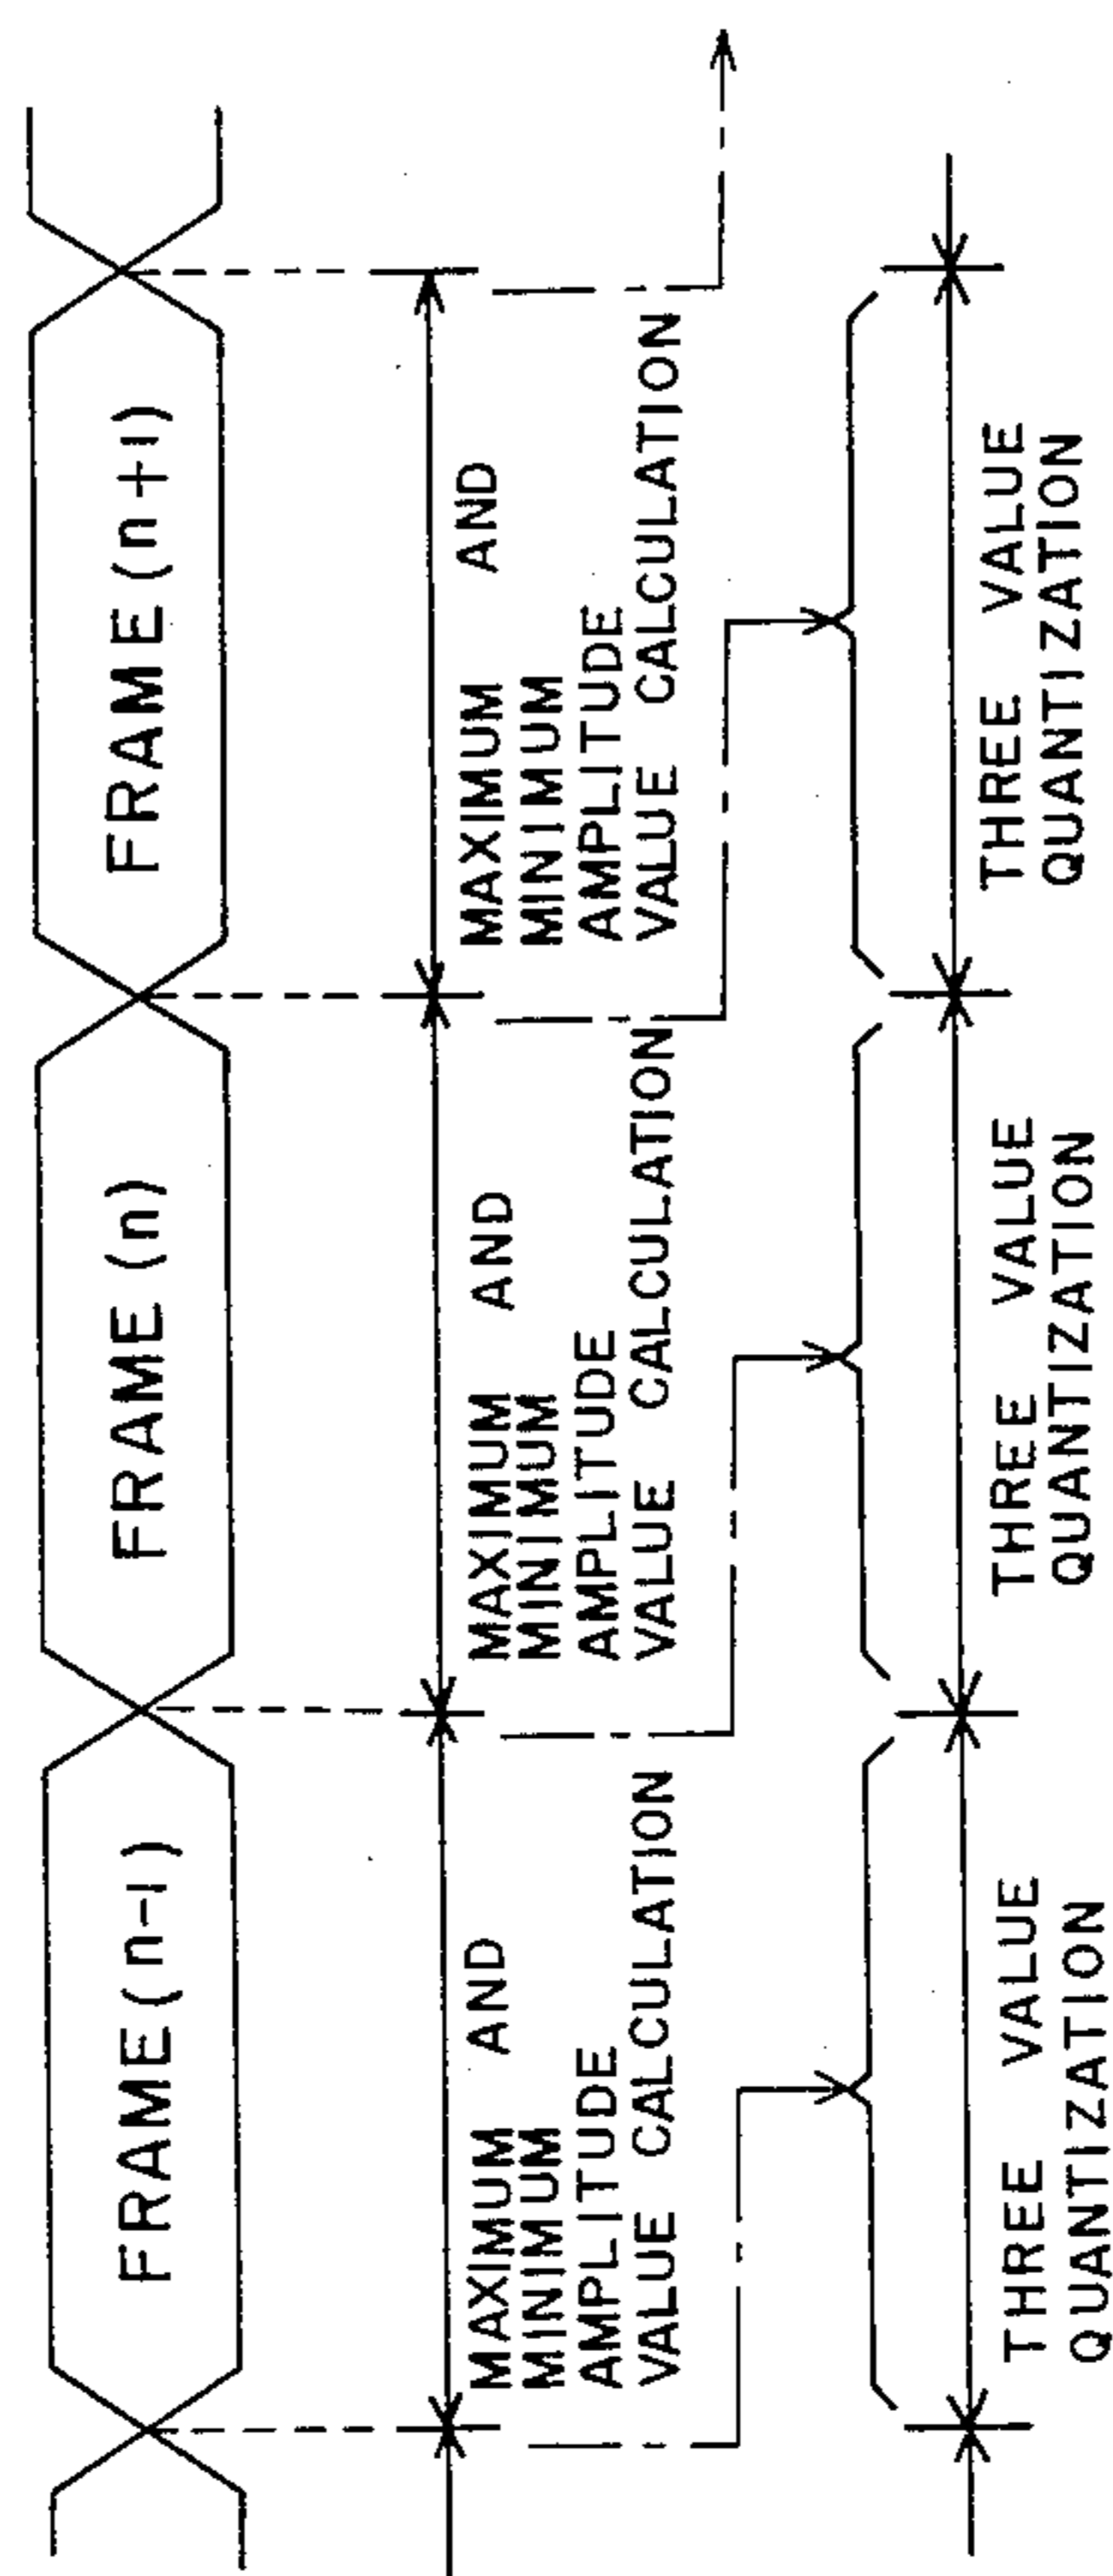 FRAME (n-1)
FRAME (n)
FRAME (n+1)
MAXIMUM AND
MINIMUM
AMPLITUDE
VALUE CALCULATION
MAXIMUM AND
MINIMUM
AMPLITUDE
VALUE CALCULATION
MAXIMUM AND
MINIMUM
AMPLITUDE
VALUE CALCULATION
THREE VALUE
QUANTIZATION
THREE VALUE
QUANTIZATION
THREE VALUE
QUANTIZATION